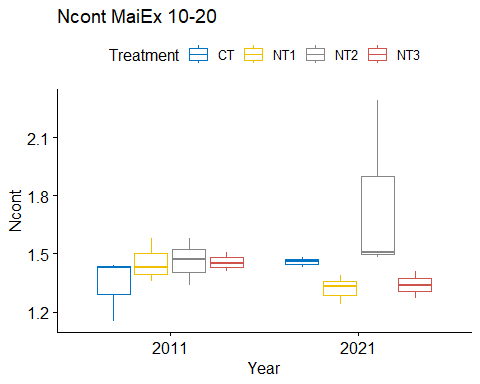 Ncont MaiEx 10-20
Treatment CT NT1 NT2 NT3
2.1
1.8
1.5
1.2
Ncont
2011 2021
Year